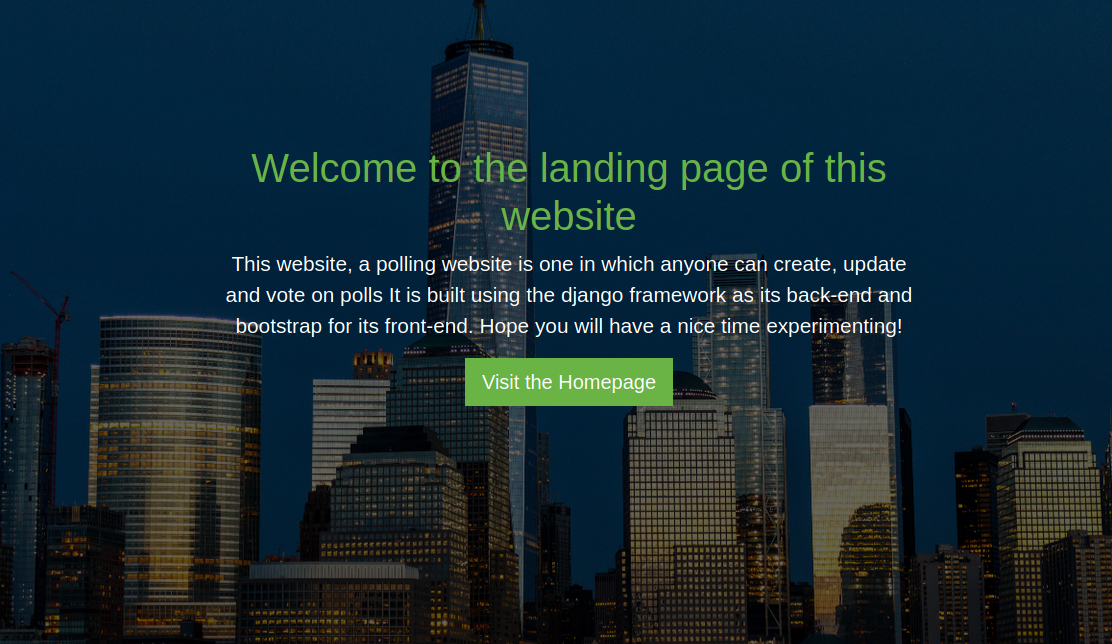 Welcome to the landing page of this
website
This website, a polling website is one in which anyone can create, update
and vote on polls It is built using the django framework as its back-end and
bootstrap for its front-end. Hope you will have a nice time experimenting!
Visit the Homepage